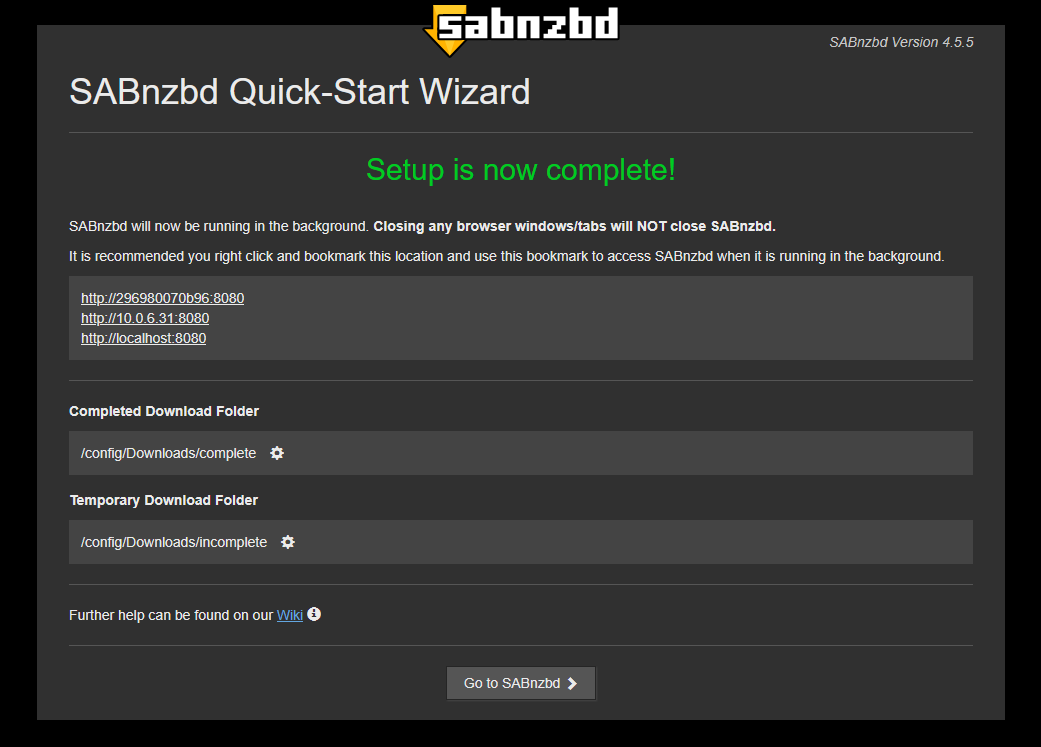 sabnzbd
SABnzbd Version 4.5.5
SABnzbd Quick-Start Wizard
Setup is now complete!
SABnzbd will now be running in the background. Closing any browser windows/tabs will NOT close SABnzbd.
It is recommended you right click and bookmark this location and use this bookmark to access SABnzbd when it is running in the background.
http://296980070b96:8080
http://10.0.6.31:8080
http://localhost:8080
Completed Download Folder
/config/Downloads/complete
Temporary Download Folder
/config/Downloads/incomplete
Further help can be found on our Wiki
Go to SABnzbd